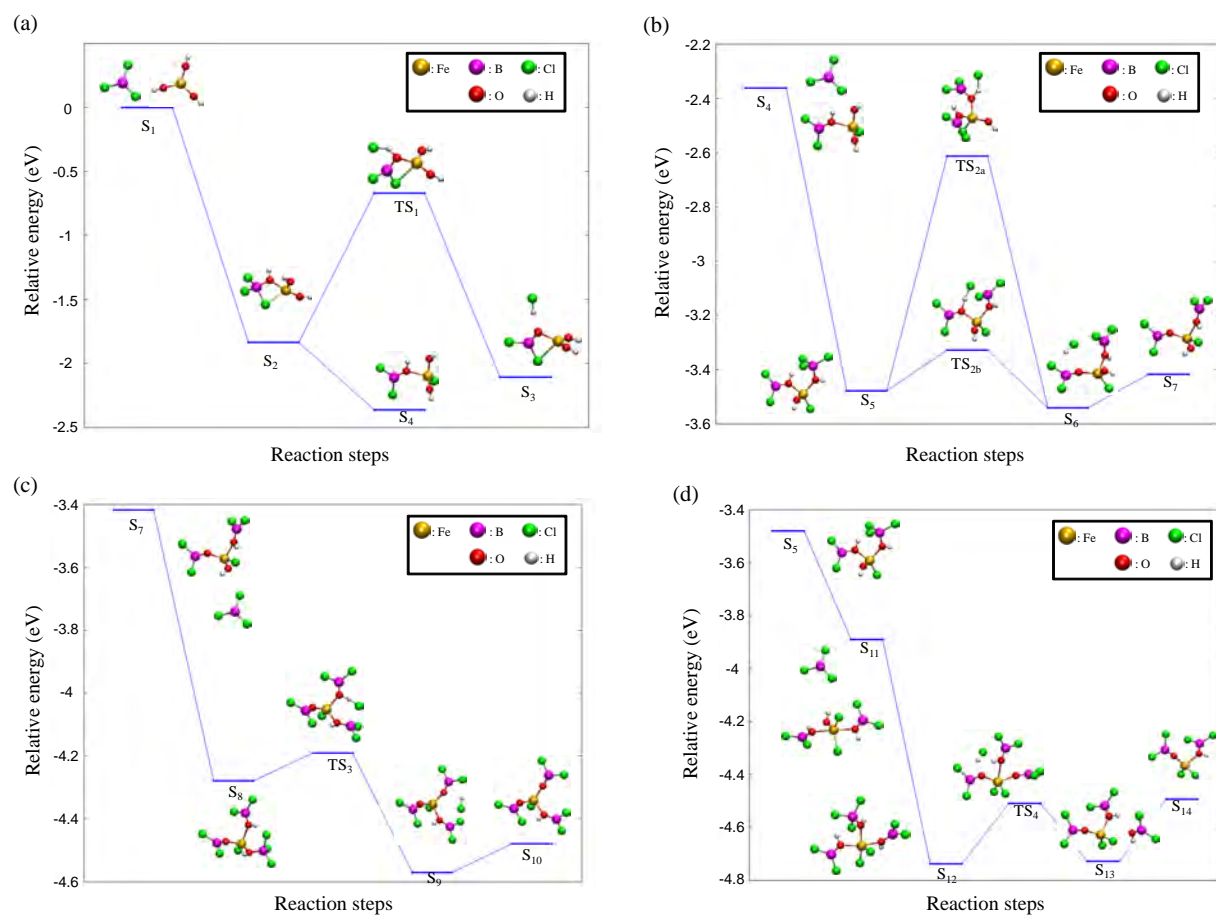 (a)
: Fe : B : Cl
: O : H
0
-0.5
-1
-1.5
-2
-2.5
Relative energy (eV)
S1
S2
TS1
S4
S3
Reaction steps
(b)
: Fe : B : Cl
: O : H
-2.2
-2.4
-2.6
-2.8
-3
-3.2
-3.4
-3.6
Relative energy (eV)
S4
S5
TS2a
TS2b
S6
S7
Reaction steps
(c)
: Fe : B : Cl
: O : H
-3.4
-3.6
-3.8
-4
-4.2
-4.4
-4.6
Relative energy (eV)
S7
S8
TS3
S9
S10
Reaction steps
(d)
: Fe : B : Cl
: O : H
-3.4
-3.6
-3.8
-4
-4.2
-4.4
-4.6
-4.8
Relative energy (eV)
S5
S11
S12
TS4
S13
S14
Reaction steps